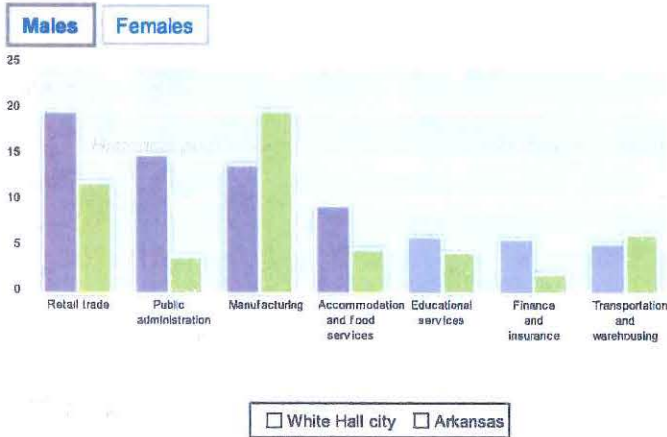 Males Females
25
20
15
10
5
0
Retail trade Public administration Manufacturing Accommodation and food services Educational services Finance and insurance Transportation and warehousing
White Hall city Arkansas